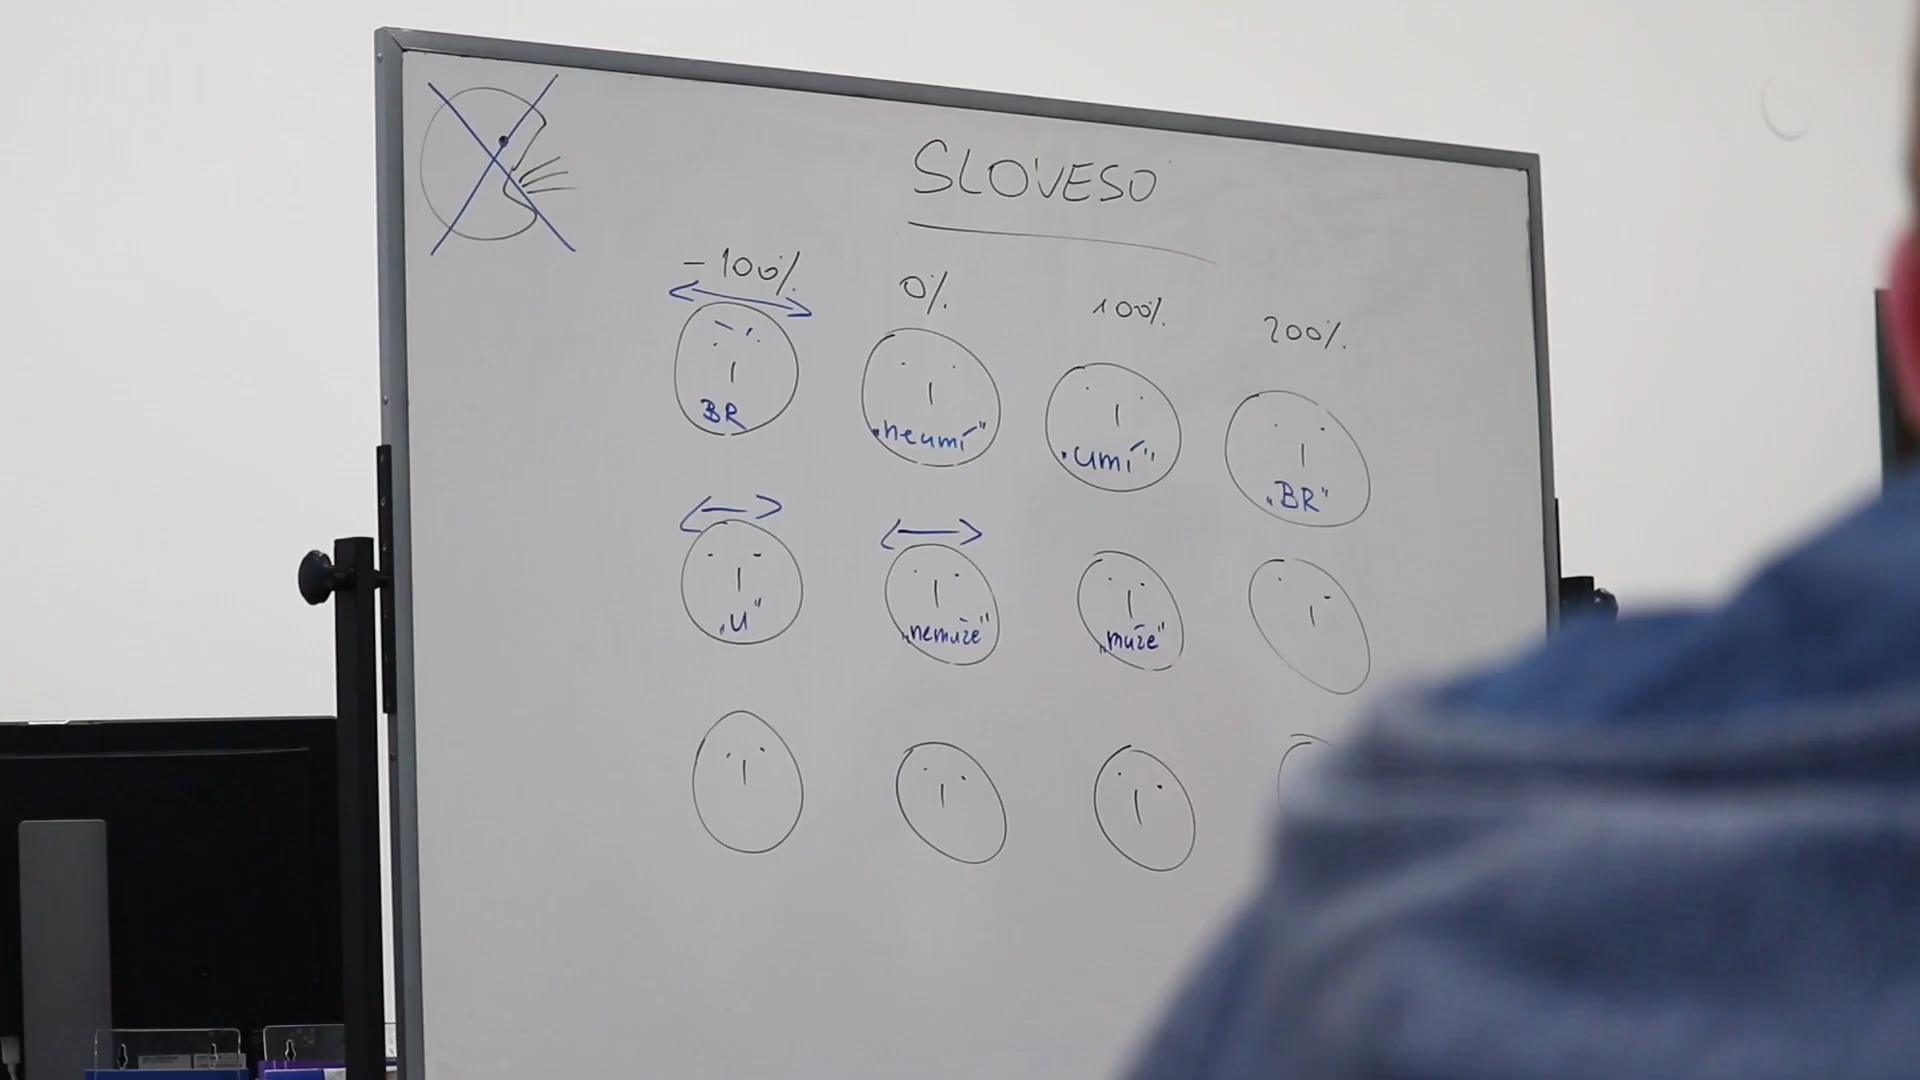 SLOVESO
- 100% 0% 100% 200%
BR „neumí" „umí" „BR"
„U" „nemůže" „může"